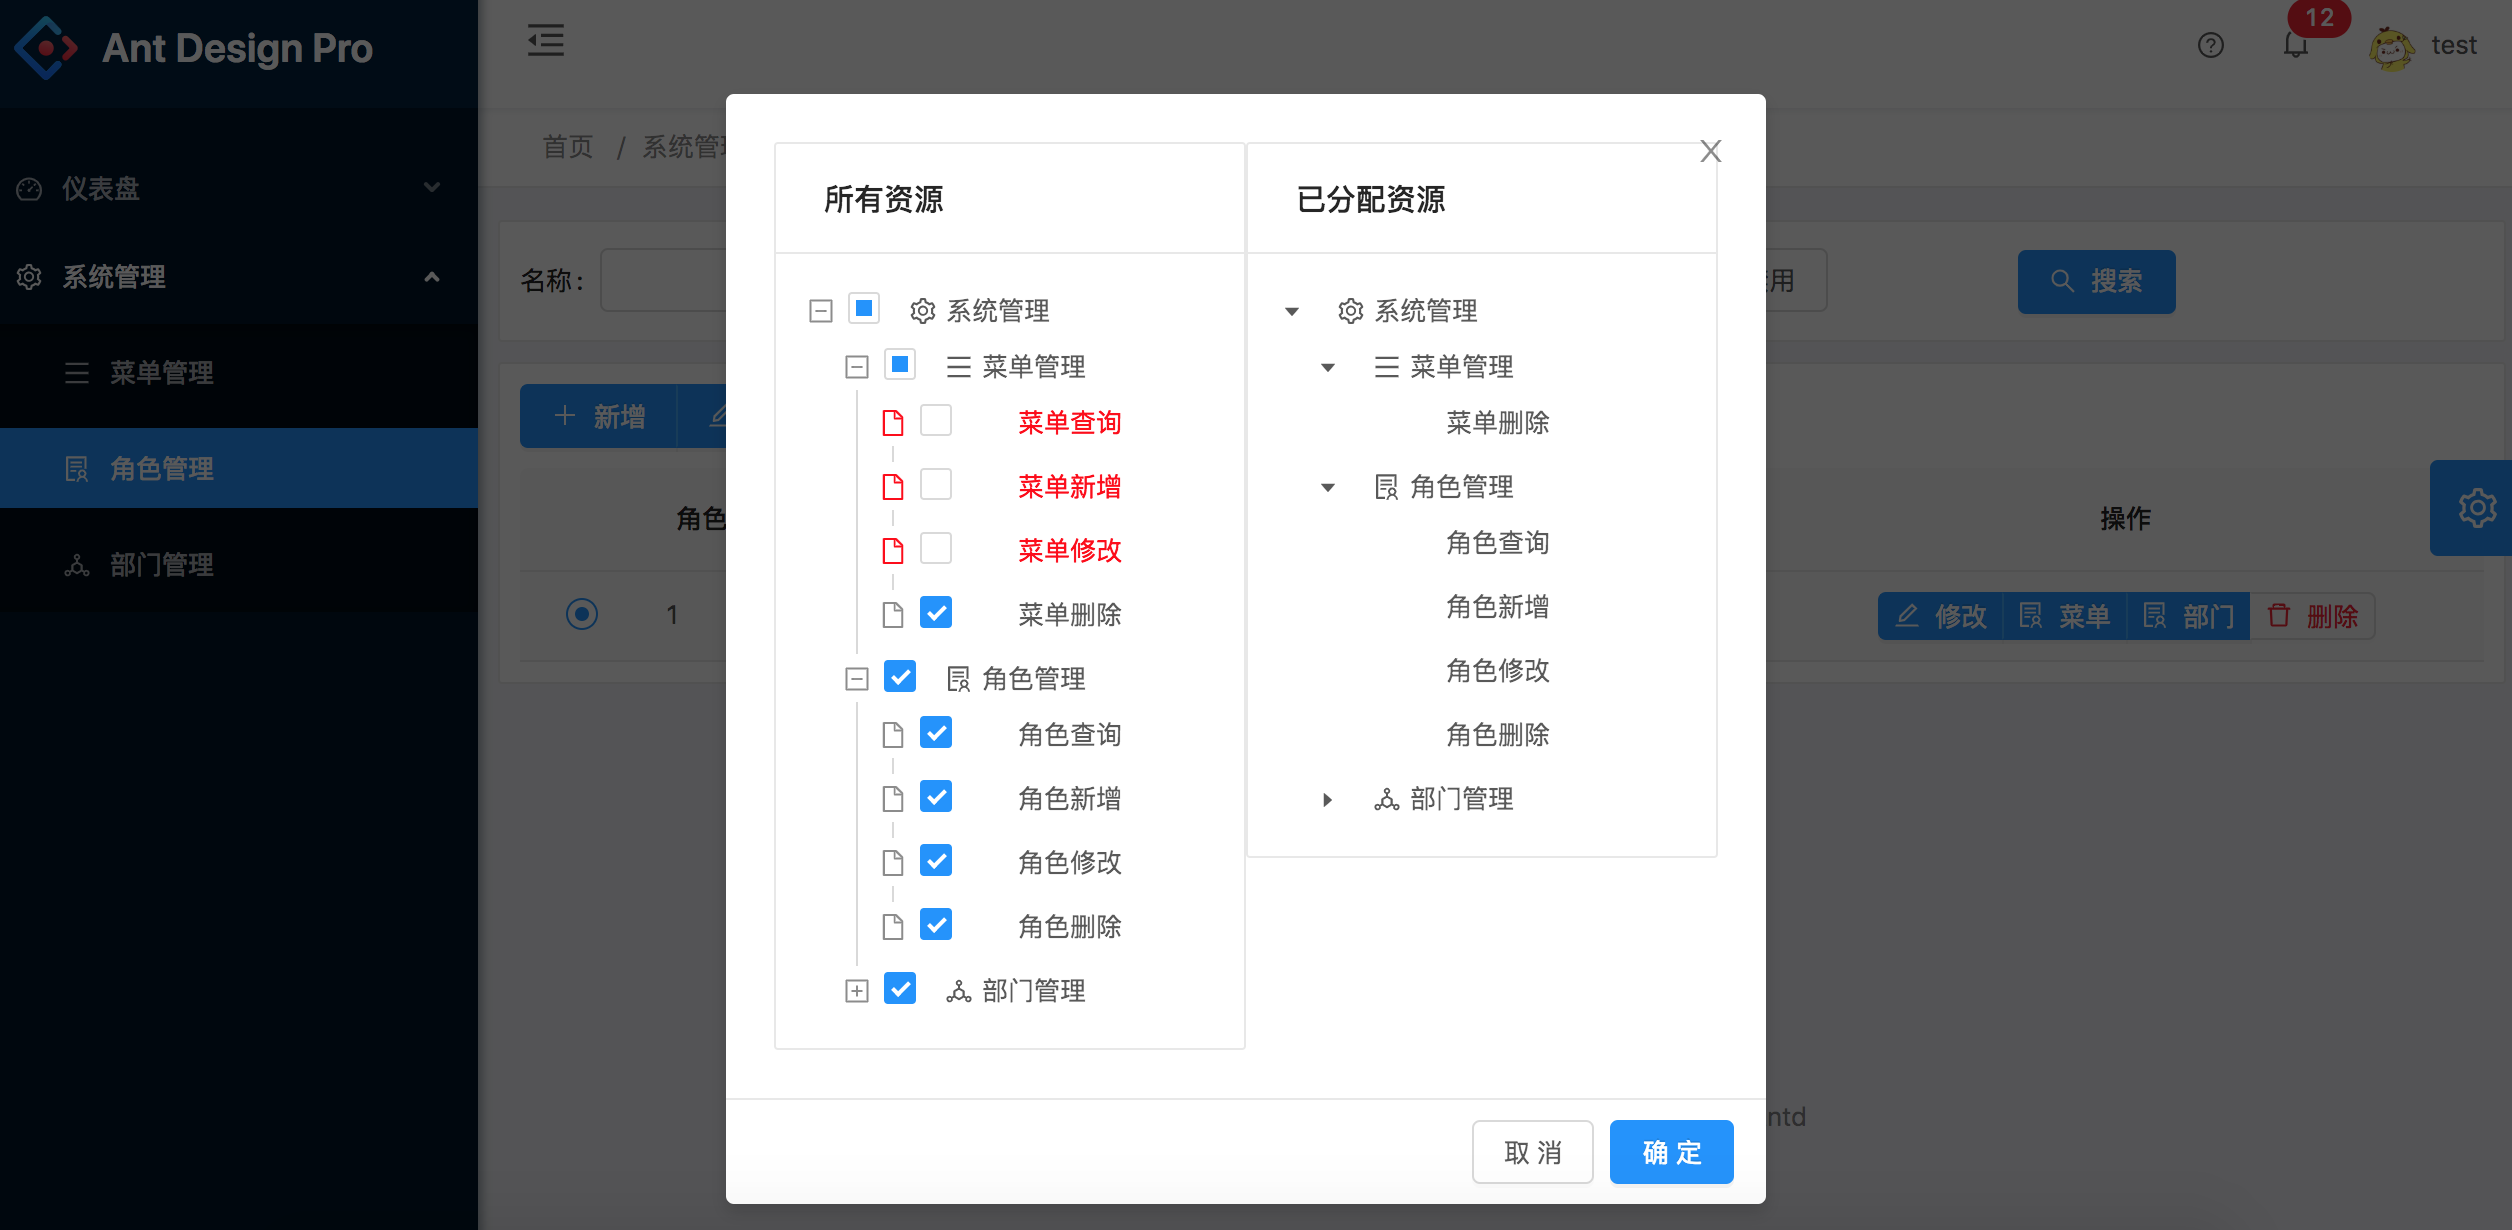 Ant Design Pro
12
test
仪表盘
系统管理
菜单管理
角色管理
部门管理
首页 / 系统管
名称：
用
搜索
新增
角色
操作
1
修改
菜单
部门
删除
所有资源
系统管理
菜单管理
菜单查询
菜单新增
菜单修改
菜单删除
角色管理
角色查询
角色新增
角色修改
角色删除
部门管理
已分配资源
系统管理
菜单管理
菜单删除
角色管理
角色查询
角色新增
角色修改
角色删除
部门管理
ntd
取 消
确 定